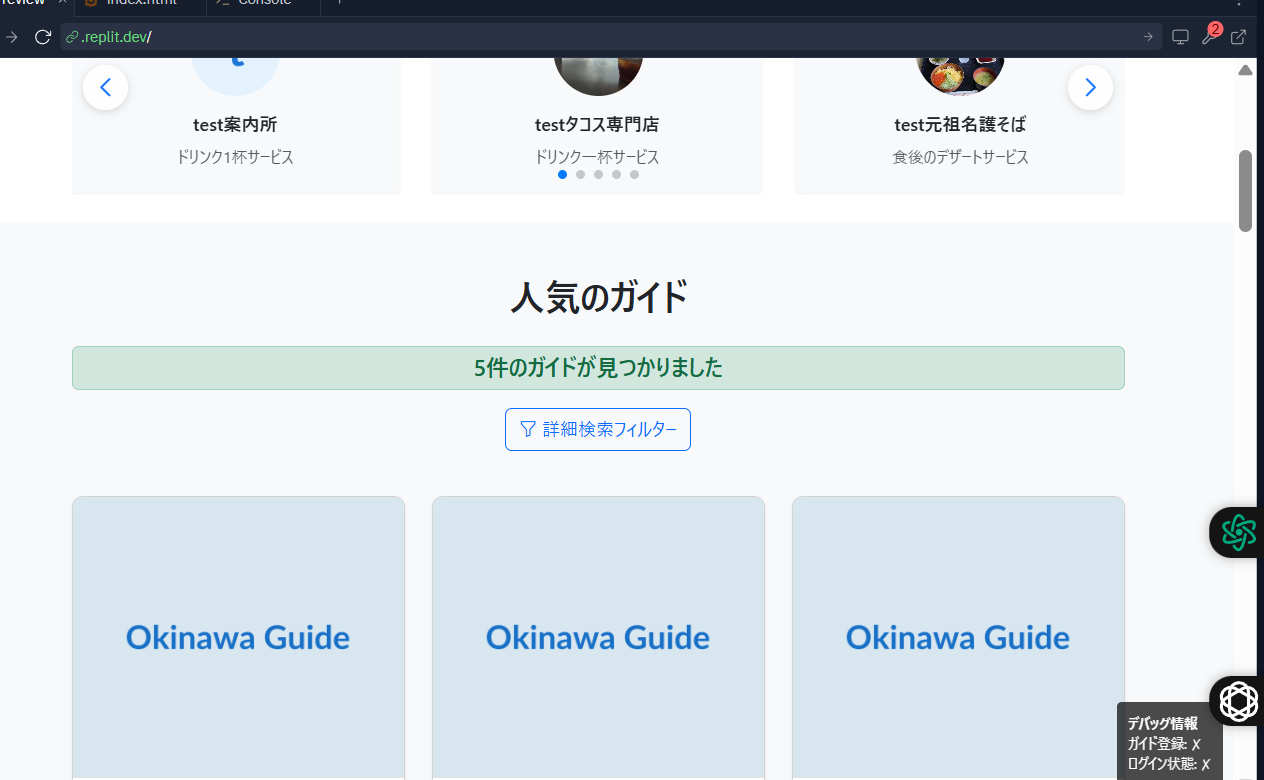 review × index.html Console +
.replit.dev/
2
test案内所 testタコス専門店 test元祖名護そば
ドリンク1杯サービス ドリンク一杯サービス 食後のデザートサービス
人気のガイド
5件のガイドが見つかりました
詳細検索フィルター
Okinawa Guide Okinawa Guide Okinawa Guide
デバッグ情報
ガイド登録: ✗
ログイン状態: ✗